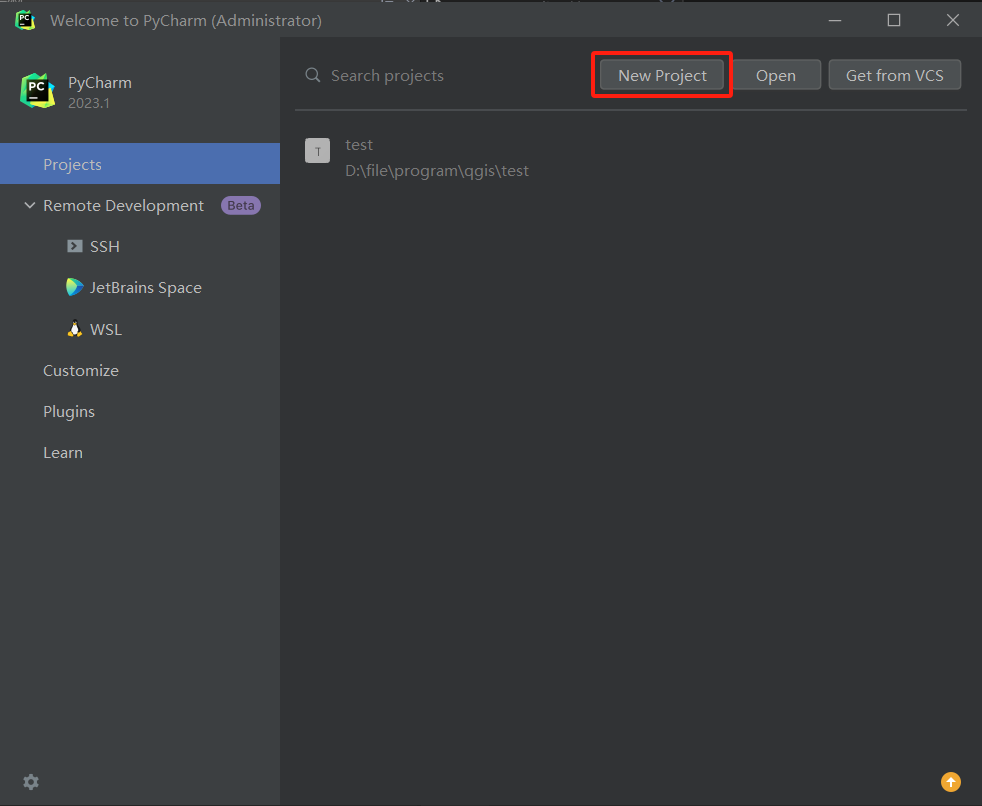 Welcome to PyCharm (Administrator)
PC
PyCharm
2023.1
Search projects
New Project
Open
Get from VCS
Projects
T
test
D:\file\program\qgis\test
Remote Development
Beta
SSH
JetBrains Space
WSL
Customize
Plugins
Learn